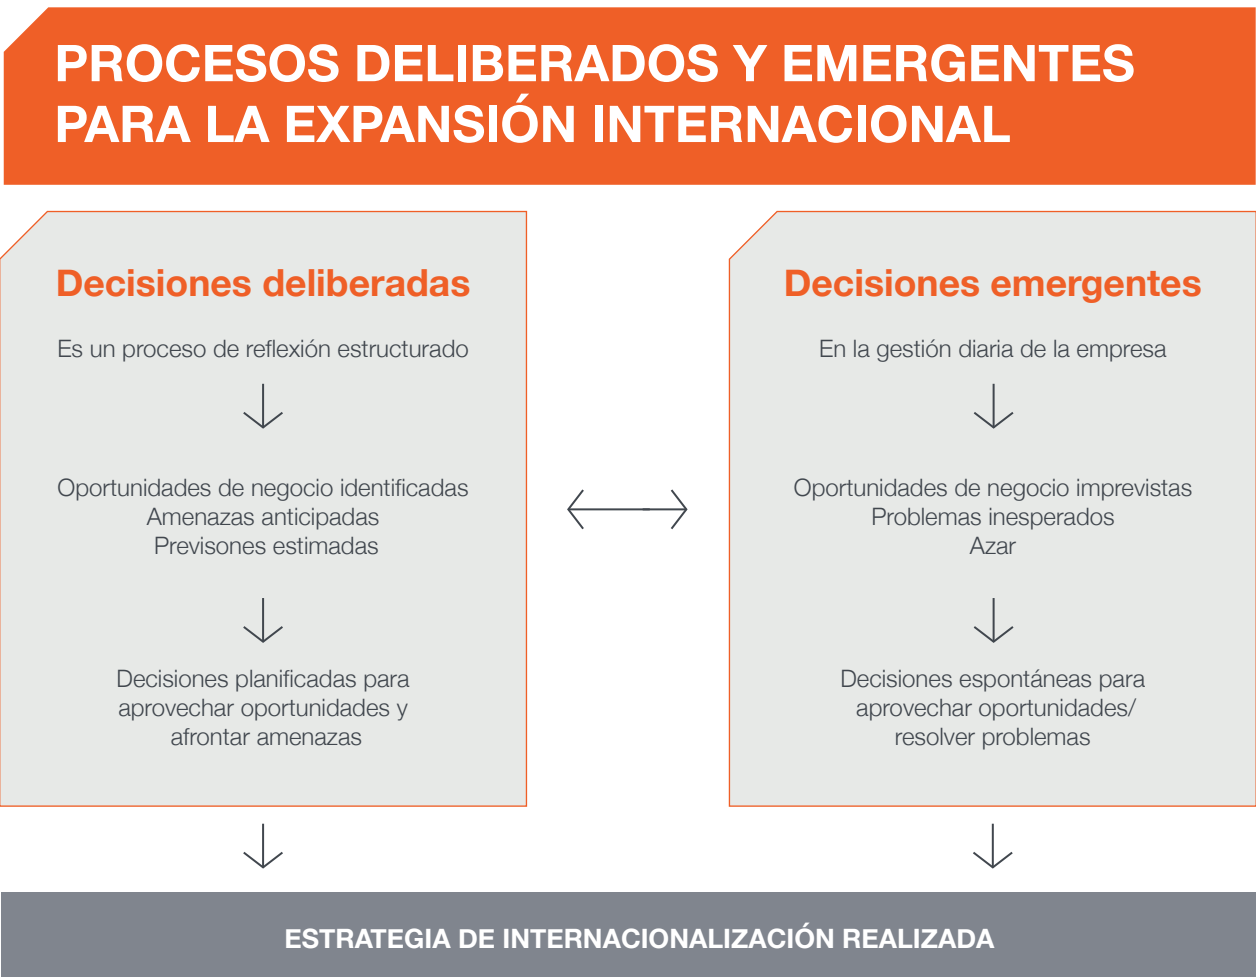 PROCESOS DELIBERADOS Y EMERGENTES
PARA LA EXPANSIÓN INTERNACIONAL
Decisiones deliberadas
Es un proceso de reflexión estructurado
Oportunidades de negocio identificadas
Amenazas anticipadas
Previsones estimadas
Decisiones planificadas para
aprovechar oportunidades y
afrontar amenazas
Decisiones emergentes
En la gestión diaria de la empresa
Oportunidades de negocio imprevistas
Problemas inesperados
Azar
Decisiones espontáneas para
aprovechar oportunidades/
resolver problemas
ESTRATEGIA DE INTERNACIONALIZACIÓN REALIZADA